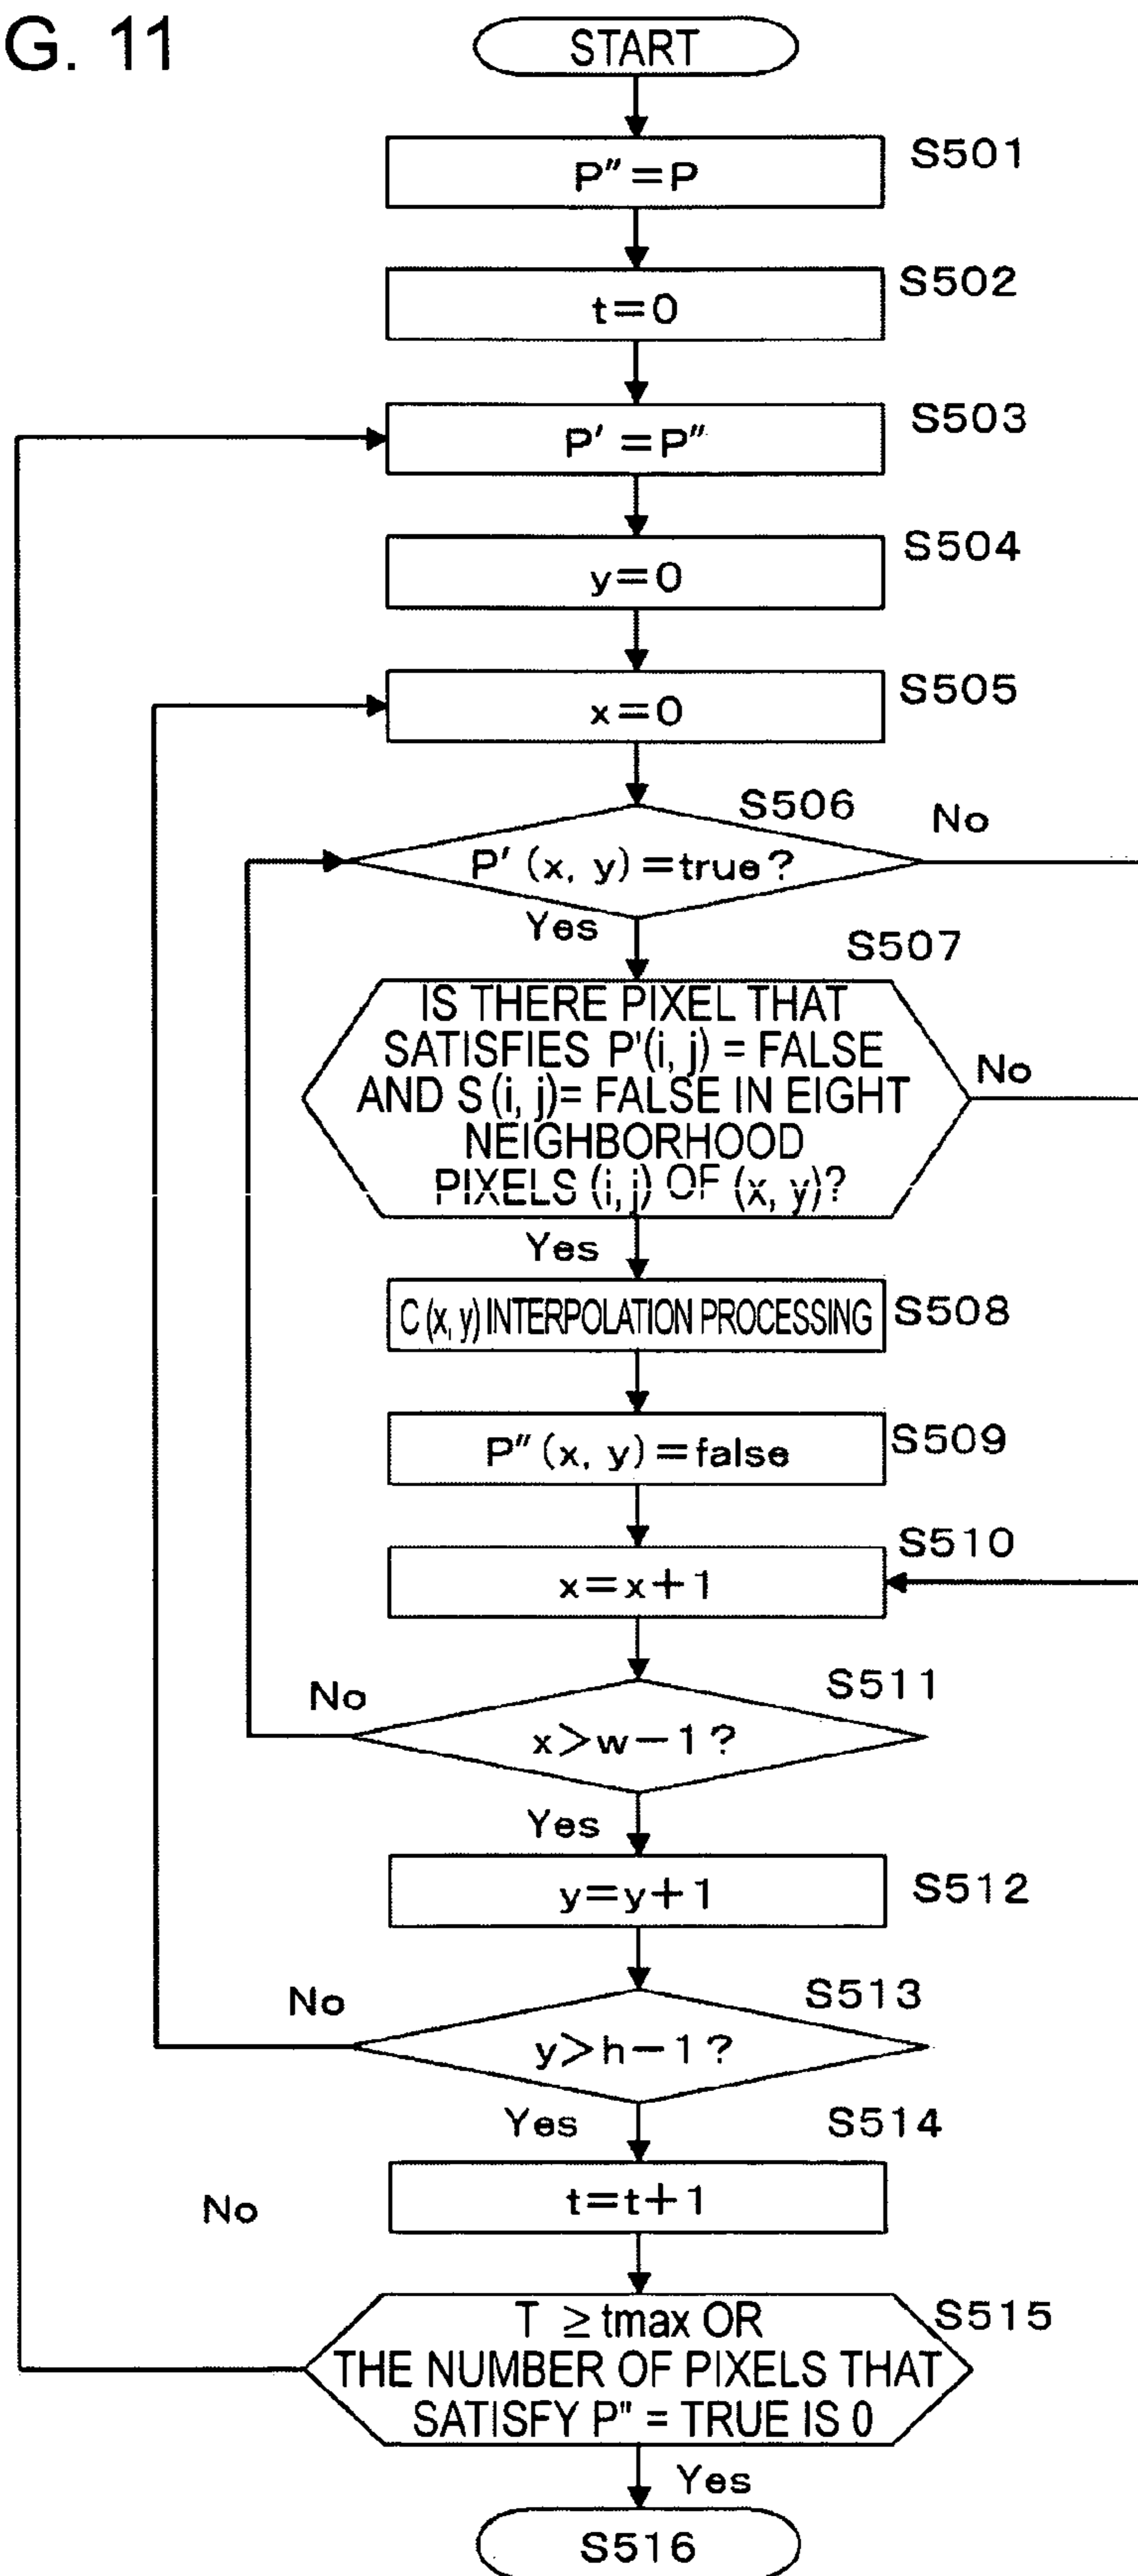 G. 11
START
P″=P
S501
t=0
S502
P′=P″
S503
y=0
S504
x=0
S505
P′(x, y)=true?
S506
No
Yes
IS THERE PIXEL THAT
SATISFIES P'(i, j) = FALSE
AND S (i, j)= FALSE IN EIGHT
NEIGHBORHOOD
PIXELS (i, j) OF (x, y)?
S507
No
Yes
C (x, y) INTERPOLATION PROCESSING
S508
P″(x, y)=false
S509
x=x+1
S510
x>w-1?
S511
No
Yes
y=y+1
S512
y>h-1?
S513
No
Yes
t=t+1
S514
No
T ≥ tmax OR
THE NUMBER OF PIXELS THAT
SATISFY P" = TRUE IS 0
S515
Yes
S516